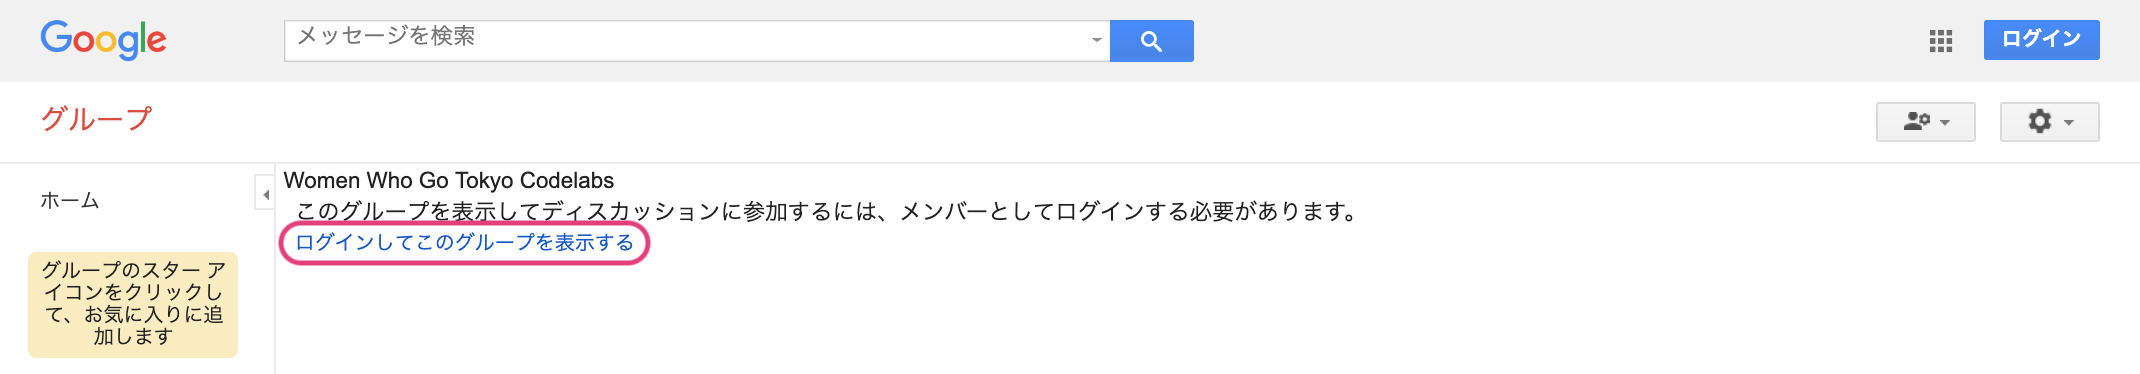 Google
メッセージを検索
ログイン
グループ
ホーム
Women Who Go Tokyo Codelabs
このグループを表示してディスカッションに参加するには、メンバーとしてログインする必要があります。
ログインしてこのグループを表示する
グループのスター ア
イコンをクリックし
て、お気に入りに追
加します